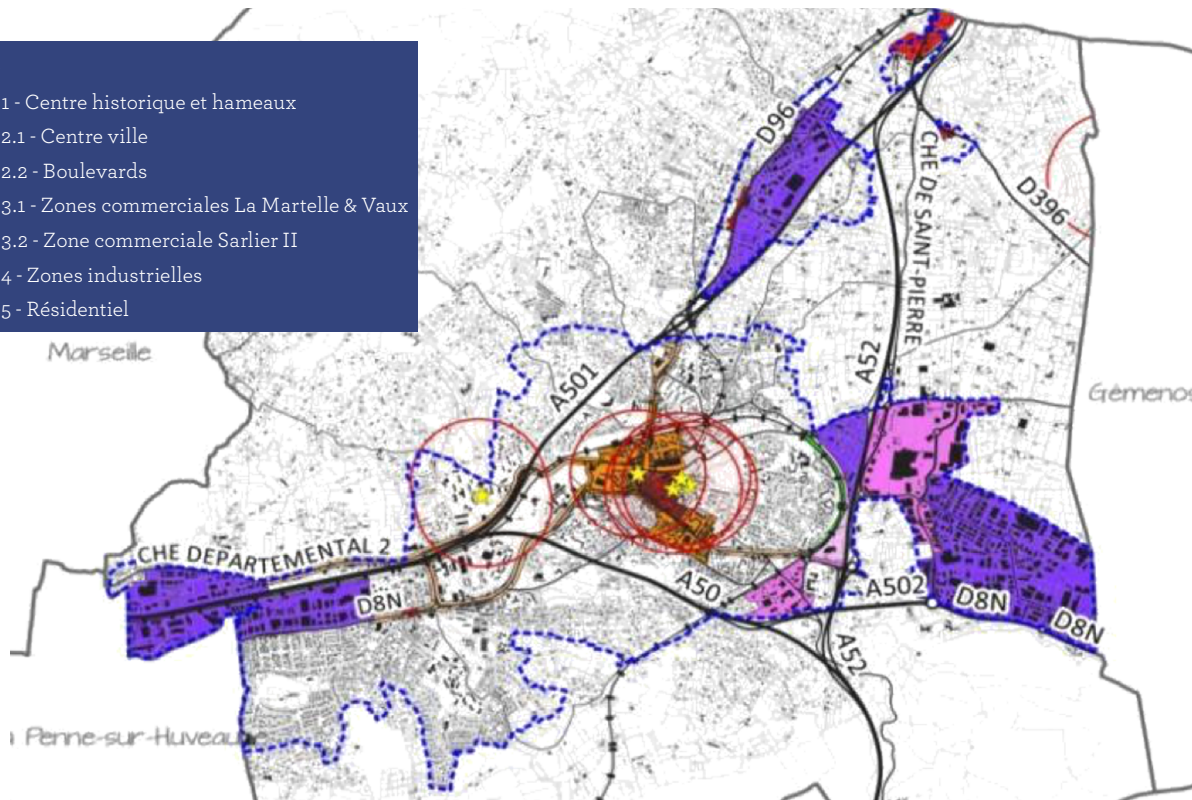 1 - Centre historique et hameaux
2.1 - Centre ville
2.2 - Boulevards
3.1 - Zones commerciales La Martelle & Vaux
3.2 - Zone commerciale Sarlier II
4 - Zones industrielles
5 - Résidentiel
D96
CHE DE SAINT-PIERRE
D396
Marseille
A501
A52
Gèmenos
CHE DEPARTEMENTAL 2
D8N
A50
A502
D8N
D8N
A52
Penne-sur-Huveaune